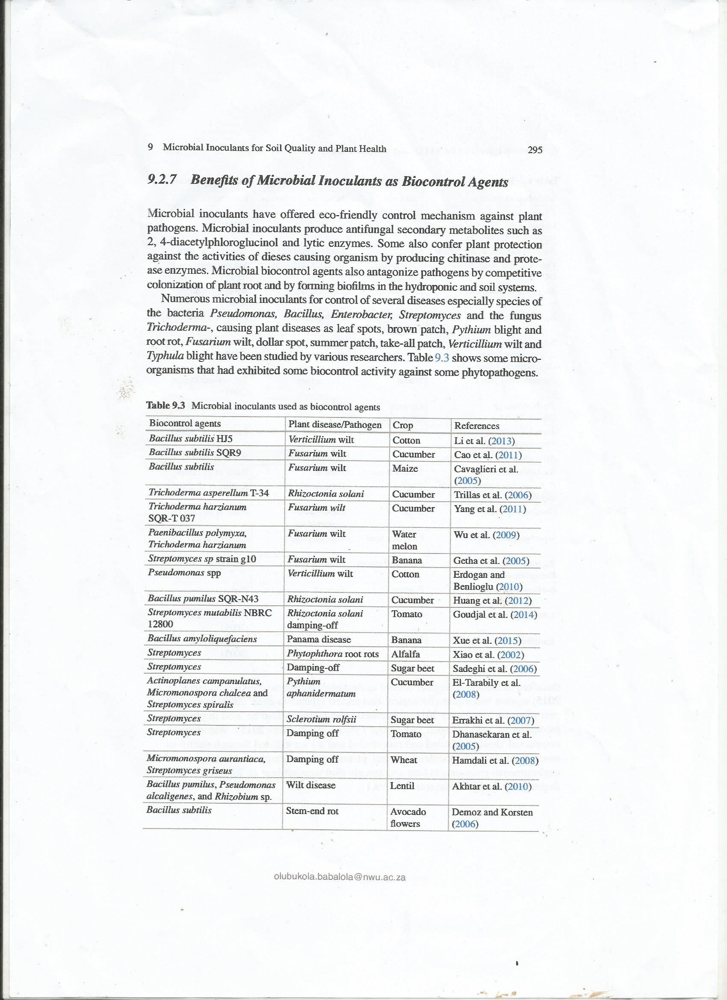 9 Microbial Inoculants for Soil Quality and Plant Health 295
9.2.7 Benefits of Microbial Inoculants as Biocontrol Agents
Microbial inoculants have offered eco-friendly control mechanism against plant
pathogens. Microbial inoculants produce antifungal secondary metabolites such as
2, 4-diacetylphloroglucinol and lytic enzymes. Some also confer plant protection
against the activities of dieses causing organism by producing chitinase and prote-
ase enzymes. Microbial biocontrol agents also antagonize pathogens by competitive
colonization of plant root and by forming biofilms in the hydroponic and soil systems.
Numerous microbial inoculants for control of several diseases especially species of
the bacteria Pseudomonas, Bacillus, Enterobacter, Streptomyces and the fungus
Trichoderma-, causing plant diseases as leaf spots, brown patch, Pythium blight and
root rot, Fusarium wilt, dollar spot, summer patch, take-all patch, Verticillium wilt and
Typhula blight have been studied by various researchers. Table 9.3 shows some micro-
organisms that had exhibited some biocontrol activity against some phytopathogens.
Table 9.3 Microbial inoculants used as biocontrol agents
Biocontrol agents Plant disease/Pathogen Crop References
Bacillus subtilis HJ5 Verticillium wilt Cotton Li et al. (2013)
Bacillus subtilis SQR9 Fusarium wilt Cucumber Cao et al. (2011)
Bacillus subtilis Fusarium wilt Maize Cavaglieri et al.
(2005)
Trichoderma asperellum T-34 Rhizoctonia solani Cucumber Trillas et al. (2006)
Trichoderma harzianum Fusarium wilt Cucumber Yang et al. (2011)
SQR-T 037
Paenibacillus polymyxa, Fusarium wilt Water Wu et al. (2009)
Trichoderma harzianum melon
Streptomyces sp strain g10 Fusarium wilt Banana Getha et al. (2005)
Pseudomonas spp Verticillium wilt Cotton Erdogan and
Benlioglu (2010)
Bacillus pumilus SQR-N43 Rhizoctonia solani Cucumber Huang et al. (2012)
Streptomyces mutabilis NBRC Rhizoctonia solani Tomato Goudjal et al. (2014)
12800 damping-off
Bacillus amyloliquefaciens Panama disease Banana Xue et al. (2015)
Streptomyces Phytophthora root rots Alfalfa Xiao et al. (2002)
Streptomyces Damping-off Sugar beet Sadeghi et al. (2006)
Actinoplanes campanulatus, Pythium Cucumber El-Tarabily et al.
Micromonospora chalcea and aphanidermatum (2008)
Streptomyces spiralis
Streptomyces Sclerotium rolfsii Sugar beet Errakhi et al. (2007)
Streptomyces Damping off Tomato Dhanasekaran et al.
(2005)
Micromonospora aurantiaca, Damping off Wheat Hamdali et al. (2008)
Streptomyces griseus
Bacillus pumilus, Pseudomonas Wilt disease Lentil Akhtar et al. (2010)
alcaligenes, and Rhizobium sp.
Bacillus subtilis Stem-end rot Avocado Demoz and Korsten
flowers (2006)
olubukola.babalola@nwu.ac.za